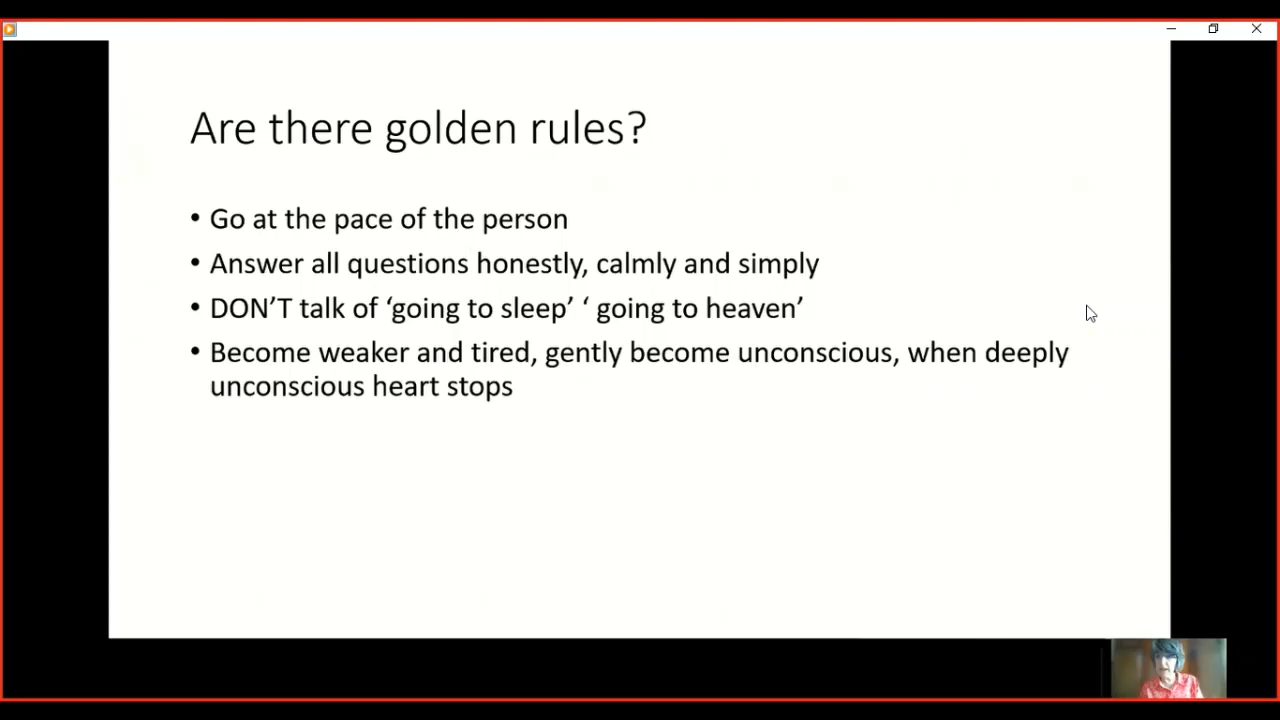 Are there golden rules?
• Go at the pace of the person
• Answer all questions honestly, calmly and simply
• DON’T talk of ‘going to sleep’ ‘ going to heaven’
• Become weaker and tired, gently become unconscious, when deeply
unconscious heart stops